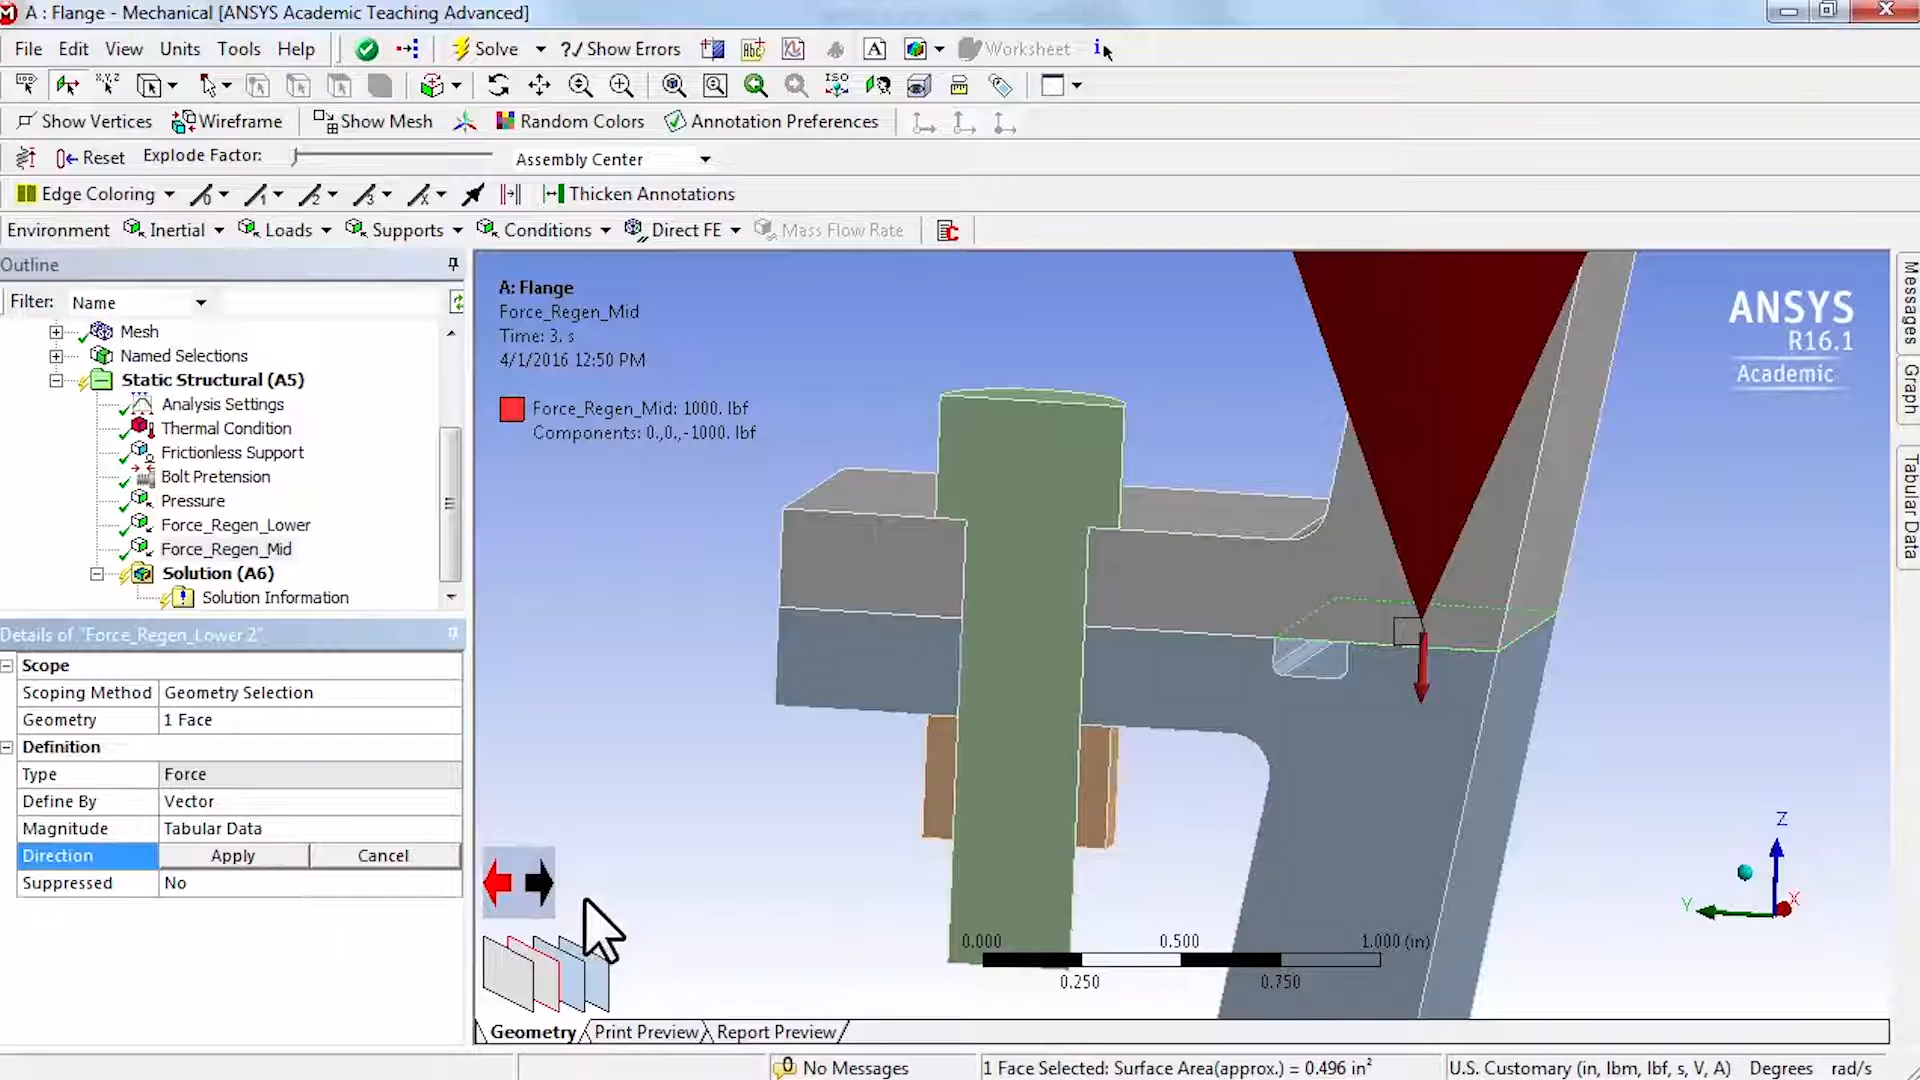 A : Flange - Mechanical [ANSYS Academic Teaching Advanced]
File Edit View Units Tools Help Solve ?/ Show Errors Worksheet
Show Vertices Wireframe Show Mesh Random Colors Annotation Preferences
Reset Explode Factor: Assembly Center
Edge Coloring Thicken Annotations
Environment Inertial Loads Supports Conditions Direct FE Mass Flow Rate
Outline
Filter: Name
Mesh
Named Selections
Static Structural (A5)
Analysis Settings
Thermal Condition
Frictionless Support
Bolt Pretension
Pressure
Force_Regen_Lower
Force_Regen_Mid
Solution (A6)
Solution Information
Details of "Force_Regen_Lower 2"
Scope
Scoping Method Geometry Selection
Geometry 1 Face
Definition
Type Force
Define By Vector
Magnitude Tabular Data
Direction Apply Cancel
Suppressed No
A: Flange
Force_Regen_Mid
Time: 3. s
4/1/2016 12:50 PM
Force_Regen_Mid: 1000. lbf
Components: 0.,0.,-1000. lbf
ANSYS
R16.1
Academic
Z
Y
X
0.000 0.500 1.000 (in)
0.250 0.750
Messages
Graph
Tabular Data
Geometry Print Preview Report Preview
No Messages 1 Face Selected: Surface Area(approx.) = 0.496 in² U.S. Customary (in, lbm, lbf, s, V, A) Degrees rad/s